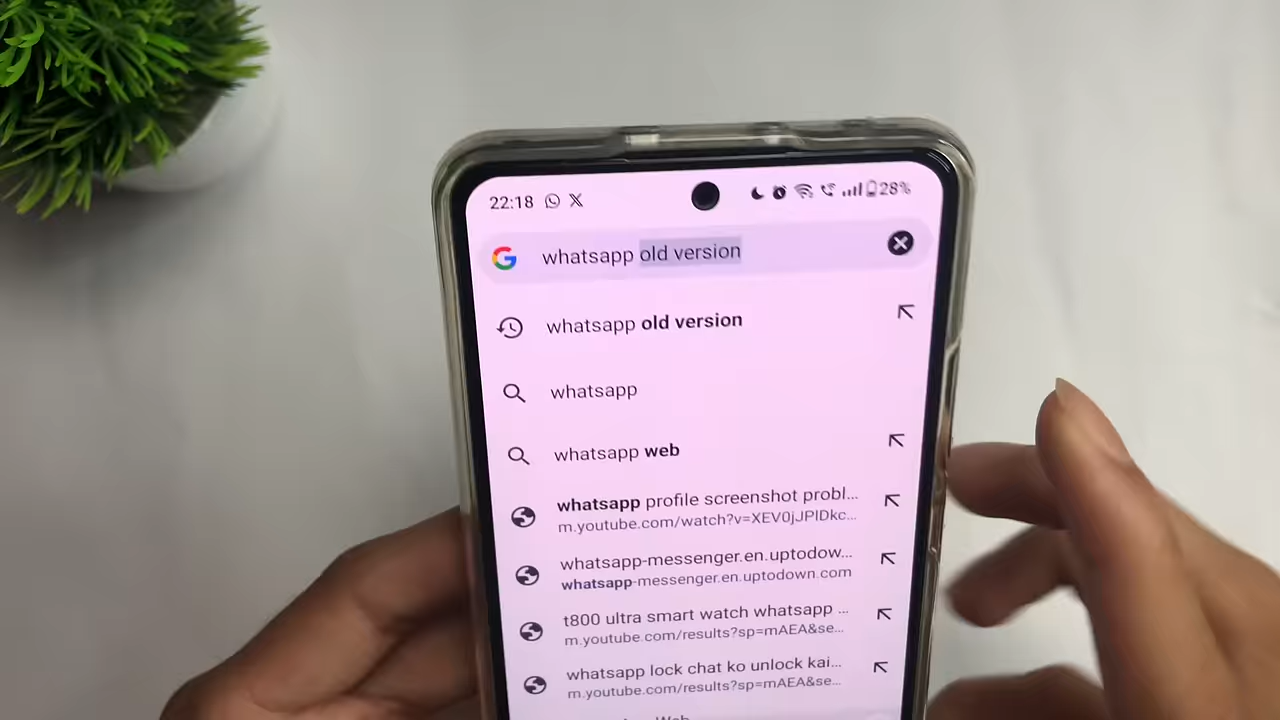 22:18
28%
whatsapp old version
whatsapp old version
whatsapp
whatsapp web
whatsapp profile screenshot probl...
m.youtube.com/watch?v=XEV0jJPIDkc...
whatsapp-messenger.en.uptodow...
whatsapp-messenger.en.uptodown.com
t800 ultra smart watch whatsapp ...
m.youtube.com/results?sp=mAEA&se...
whatsapp lock chat ko unlock kai...
m.youtube.com/results?sp=mAEA&se...
Web